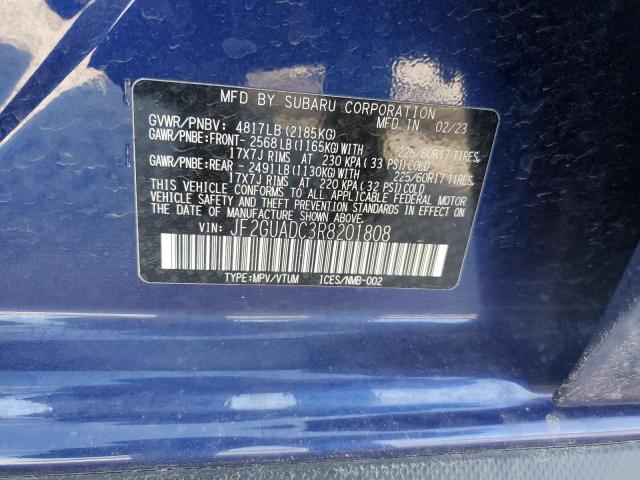 MFD BY SUBARU CORPORATION
GVWR/PNBV: 4817LB (2185KG) MFD IN 02/23
GAWR/PNBE:FRONT- 2568LB(1165KG)WITH 225/60R17 TIRES,
17X7J RIMS AT 230 KPA (33 PSI)COLD
GAWR/PNBE:REAR - 2491LB(1130KG)WITH 225/60R17 TIRES,
17X7J RIMS, AT 220 KPA(32 PSI)COLD
THIS VEHICLE CONFORMS TO ALL APPLICABLE FEDERAL MOTOR
VEHICLE SAFETY AND THEFT PREVENTION STANDARDS IN EFFECT
ON THE DATE OF MANUFACTURE SHOWN ABOVE.
VIN: JF2GUADC3R8201808
TYPE:MPV/VTUM ICES/NMB-002